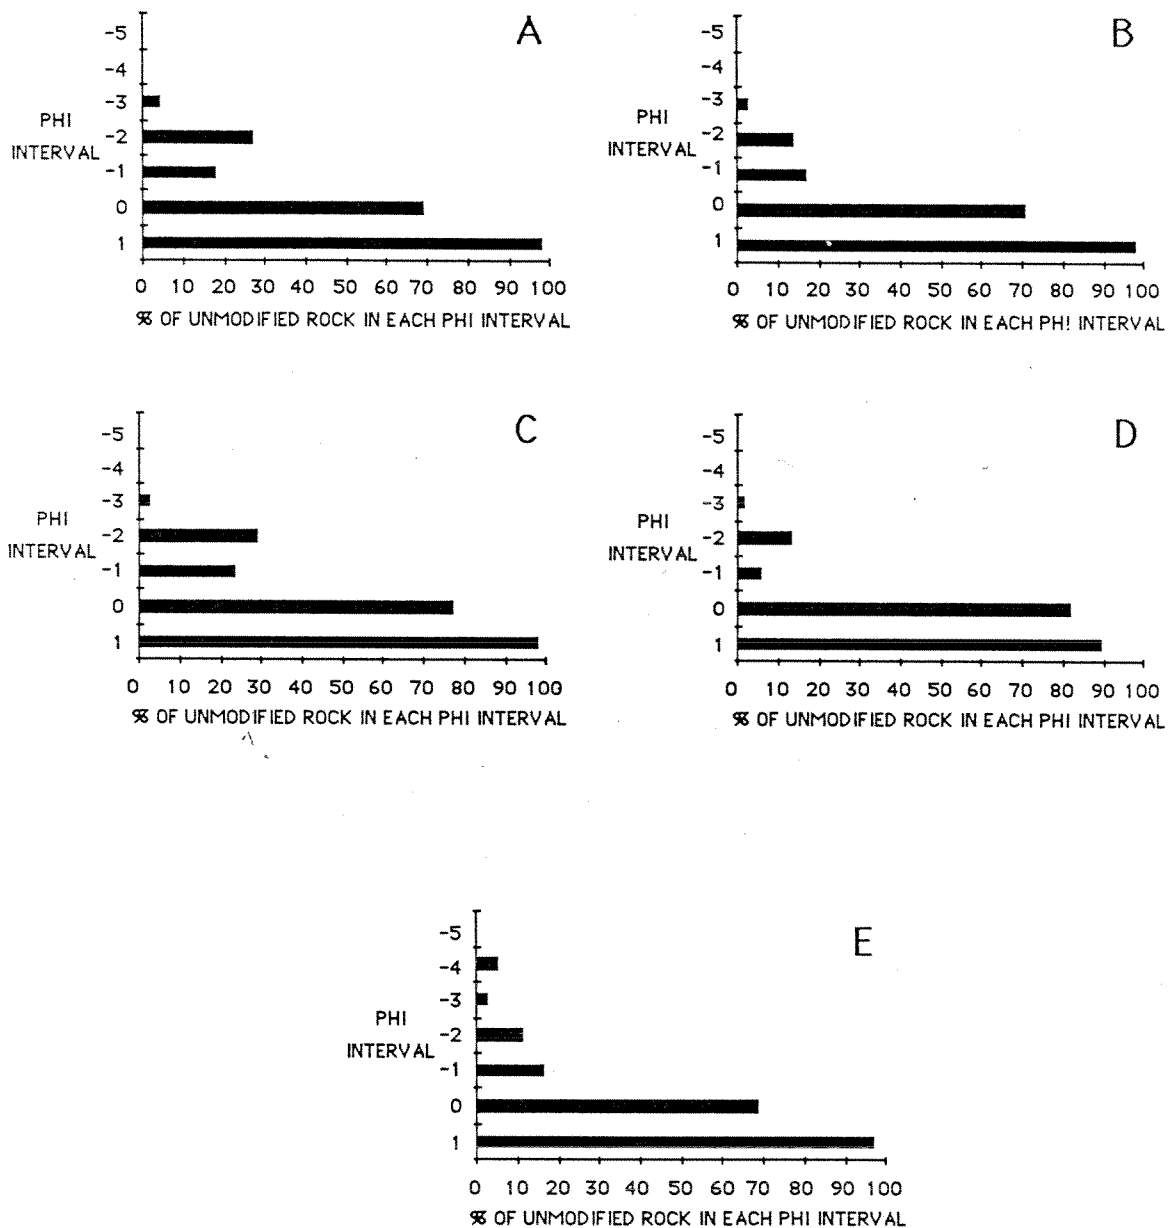 A
-5
-4
-3
-2
-1
0
1
PHI
INTERVAL
0 10 20 30 40 50 60 70 80 90 100
% OF UNMODIFIED ROCK IN EACH PHI INTERVAL
B
-5
-4
-3
-2
-1
0
1
PHI
INTERVAL
0 10 20 30 40 50 60 70 80 90 100
% OF UNMODIFIED ROCK IN EACH PH! INTERVAL
C
-5
-4
-3
-2
-1
0
1
PHI
INTERVAL
0 10 20 30 40 50 60 70 80 90 100
% OF UNMODIFIED ROCK IN EACH PHI INTERVAL
D
-5
-4
-3
-2
-1
0
1
PHI
INTERVAL
0 10 20 30 40 50 60 70 80 90 100
% OF UNMODIFIED ROCK IN EACH PHI INTERVAL
E
-5
-4
-3
-2
-1
0
1
PHI
INTERVAL
0 10 20 30 40 50 60 70 80 90 100
% OF UNMODIFIED ROCK IN EACH PHI INTERVAL